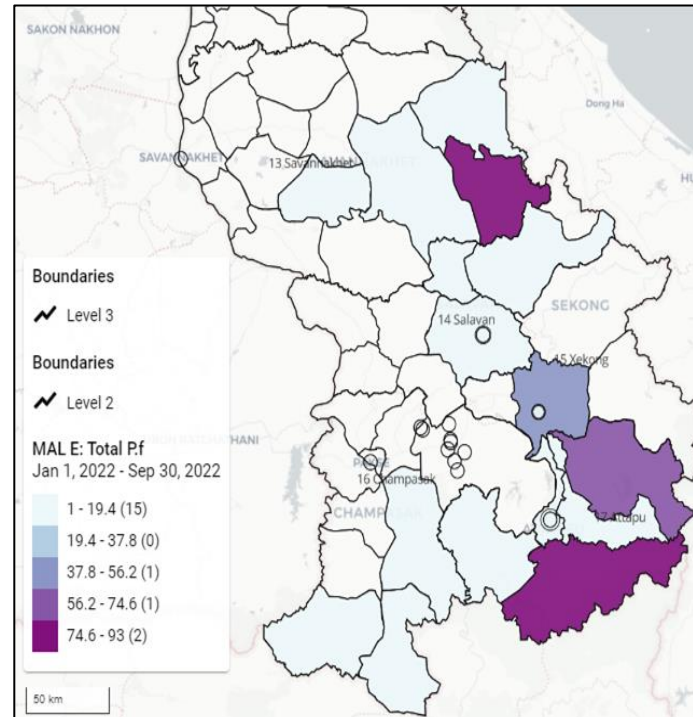 SAKON NAKHON
Dong Ha
SAVANNAKHET
13 Savannakhet
Boundaries
Level 3
Boundaries
Level 2
MAL E: Total P.f
Jan 1, 2022 - Sep 30, 2022
1 - 19.4 (15)
19.4 - 37.8 (0)
37.8 - 56.2 (1)
56.2 - 74.6 (1)
74.6 - 93 (2)
50 km
SEKONG
14 Salavan
15 Xekong
16 Champasak
17 Attapu